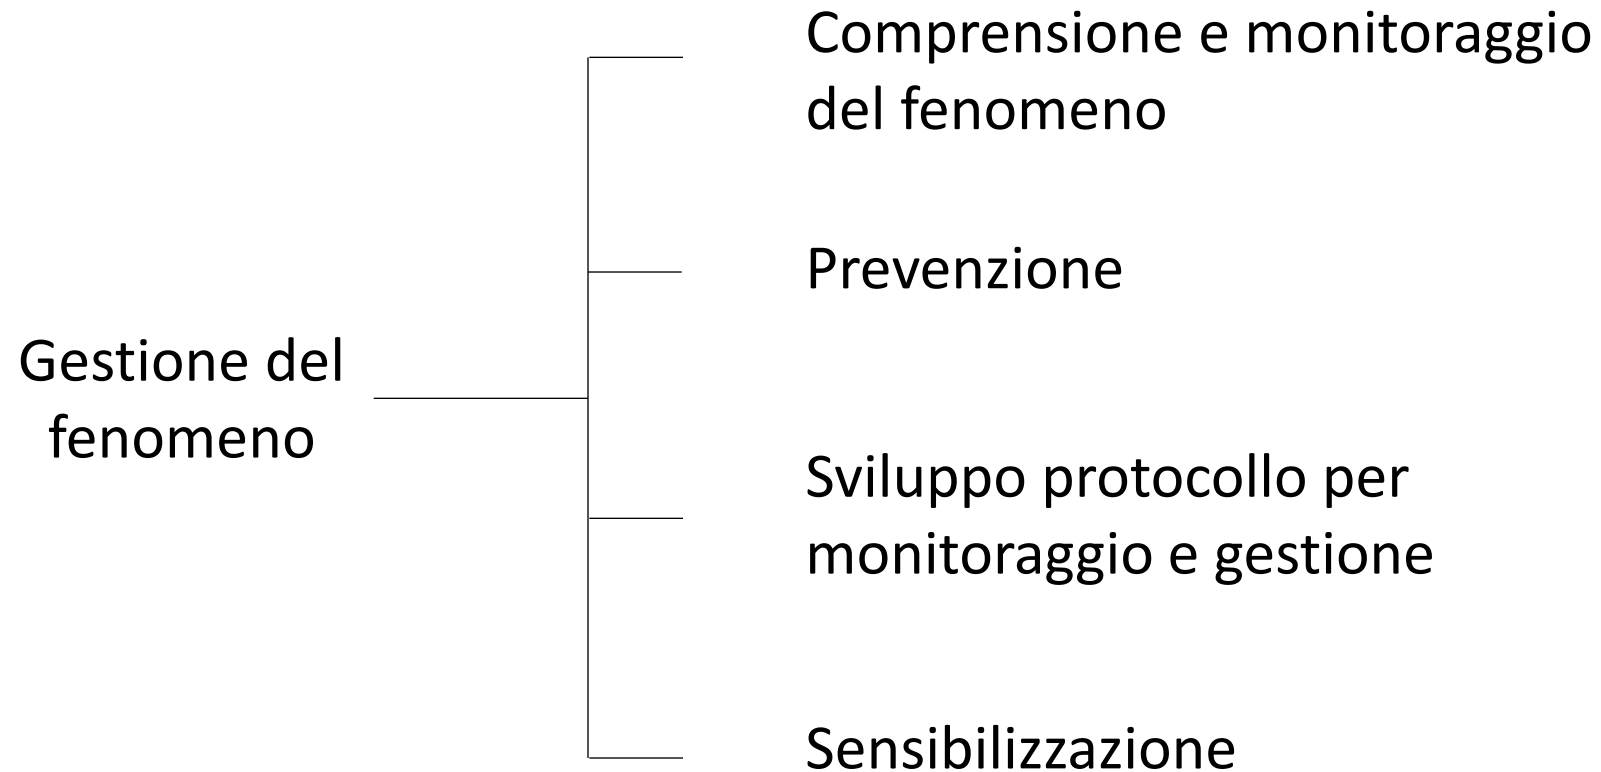 Comprensione e monitoraggio
del fenomeno
Prevenzione
Gestione del
fenomeno
Sviluppo protocollo per
monitoraggio e gestione
Sensibilizzazione